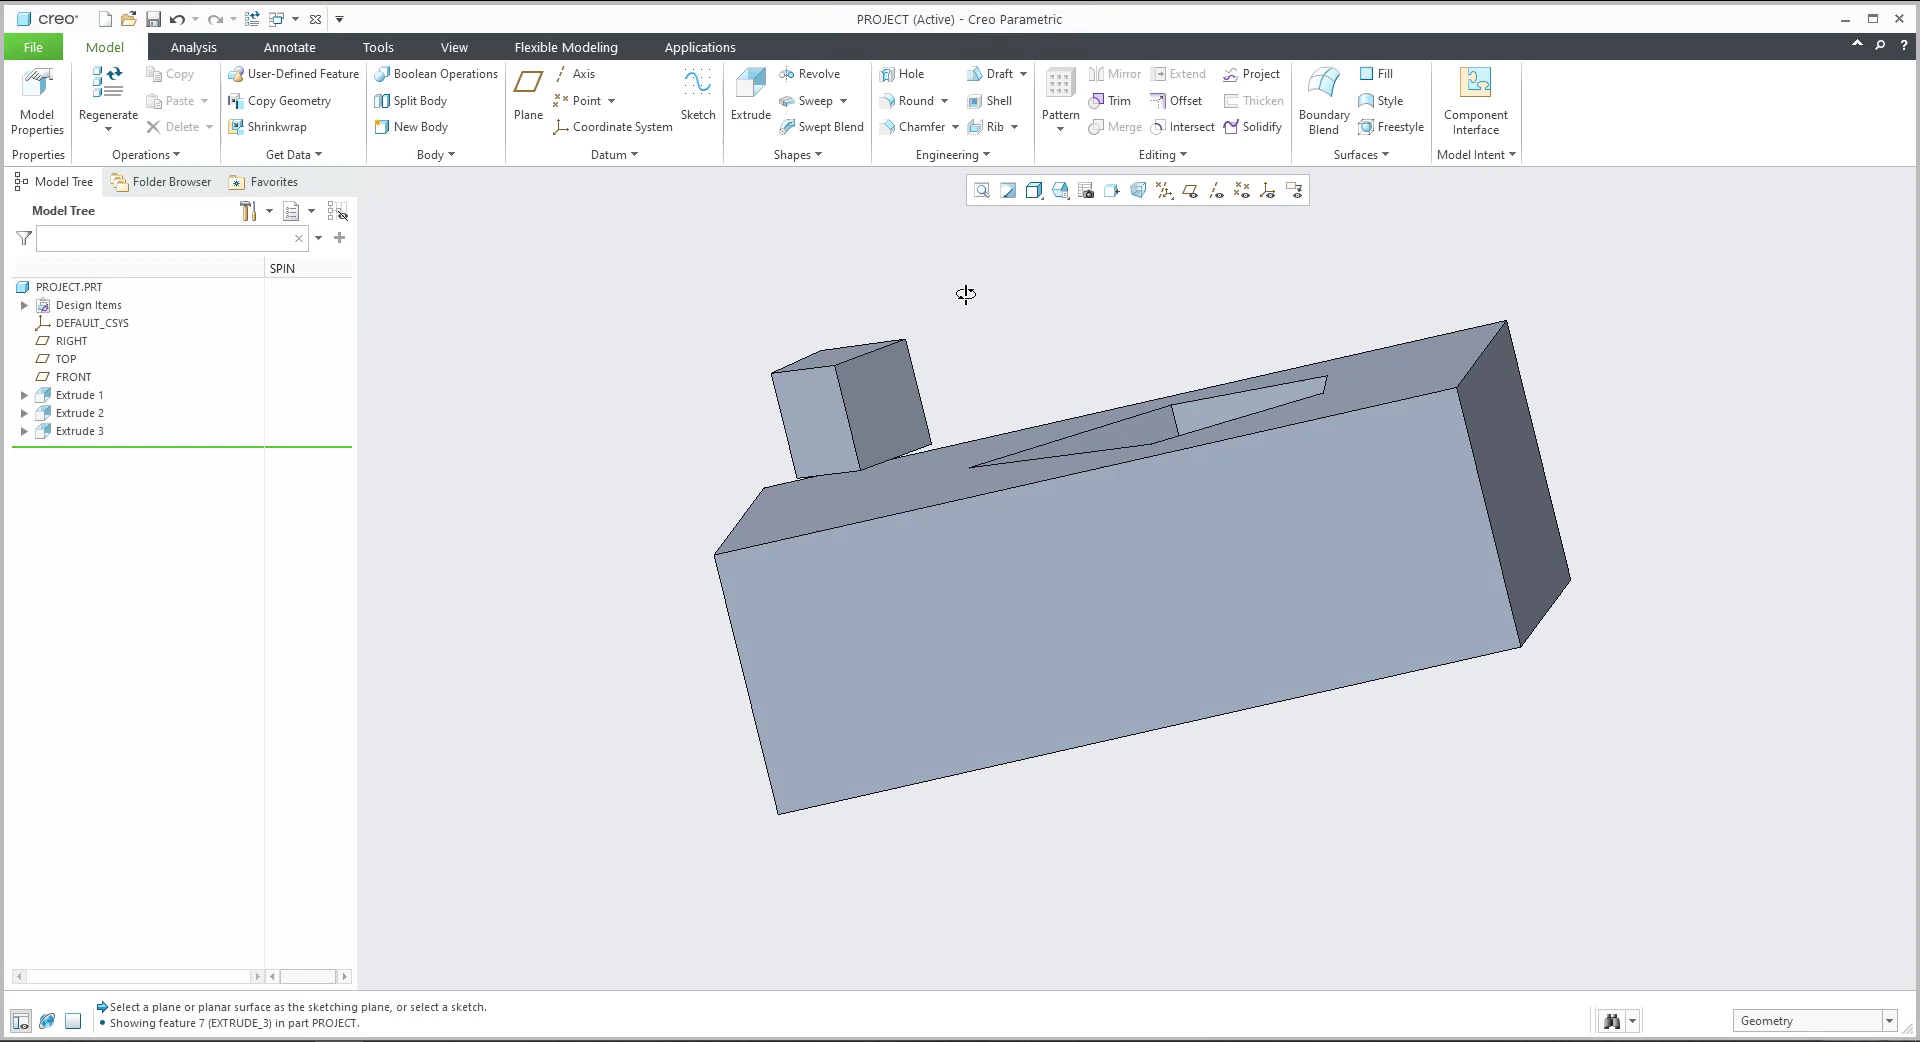 creo
PROJECT (Active) - Creo Parametric
File Model Analysis Annotate Tools View Flexible Modeling Applications
Model Properties
Regenerate
Copy
Paste
Delete
User-Defined Feature
Copy Geometry
Shrinkwrap
Boolean Operations
Split Body
New Body
Plane
Axis
Point
Coordinate System
Sketch
Extrude
Revolve
Sweep
Swept Blend
Hole
Round
Chamfer
Draft
Shell
Rib
Pattern
Mirror
Trim
Merge
Extend
Offset
Intersect
Project
Thicken
Solidify
Boundary Blend
Fill
Style
Freestyle
Component Interface
Properties Operations Get Data Body Datum Shapes Engineering Editing Surfaces Model Intent
Model Tree Folder Browser Favorites
Model Tree
SPIN
PROJECT.PRT
Design Items
DEFAULT_CSYS
RIGHT
TOP
FRONT
Extrude 1
Extrude 2
Extrude 3
Select a plane or planar surface as the sketching plane, or select a sketch.
• Showing feature 7 (EXTRUDE_3) in part PROJECT.
Geometry